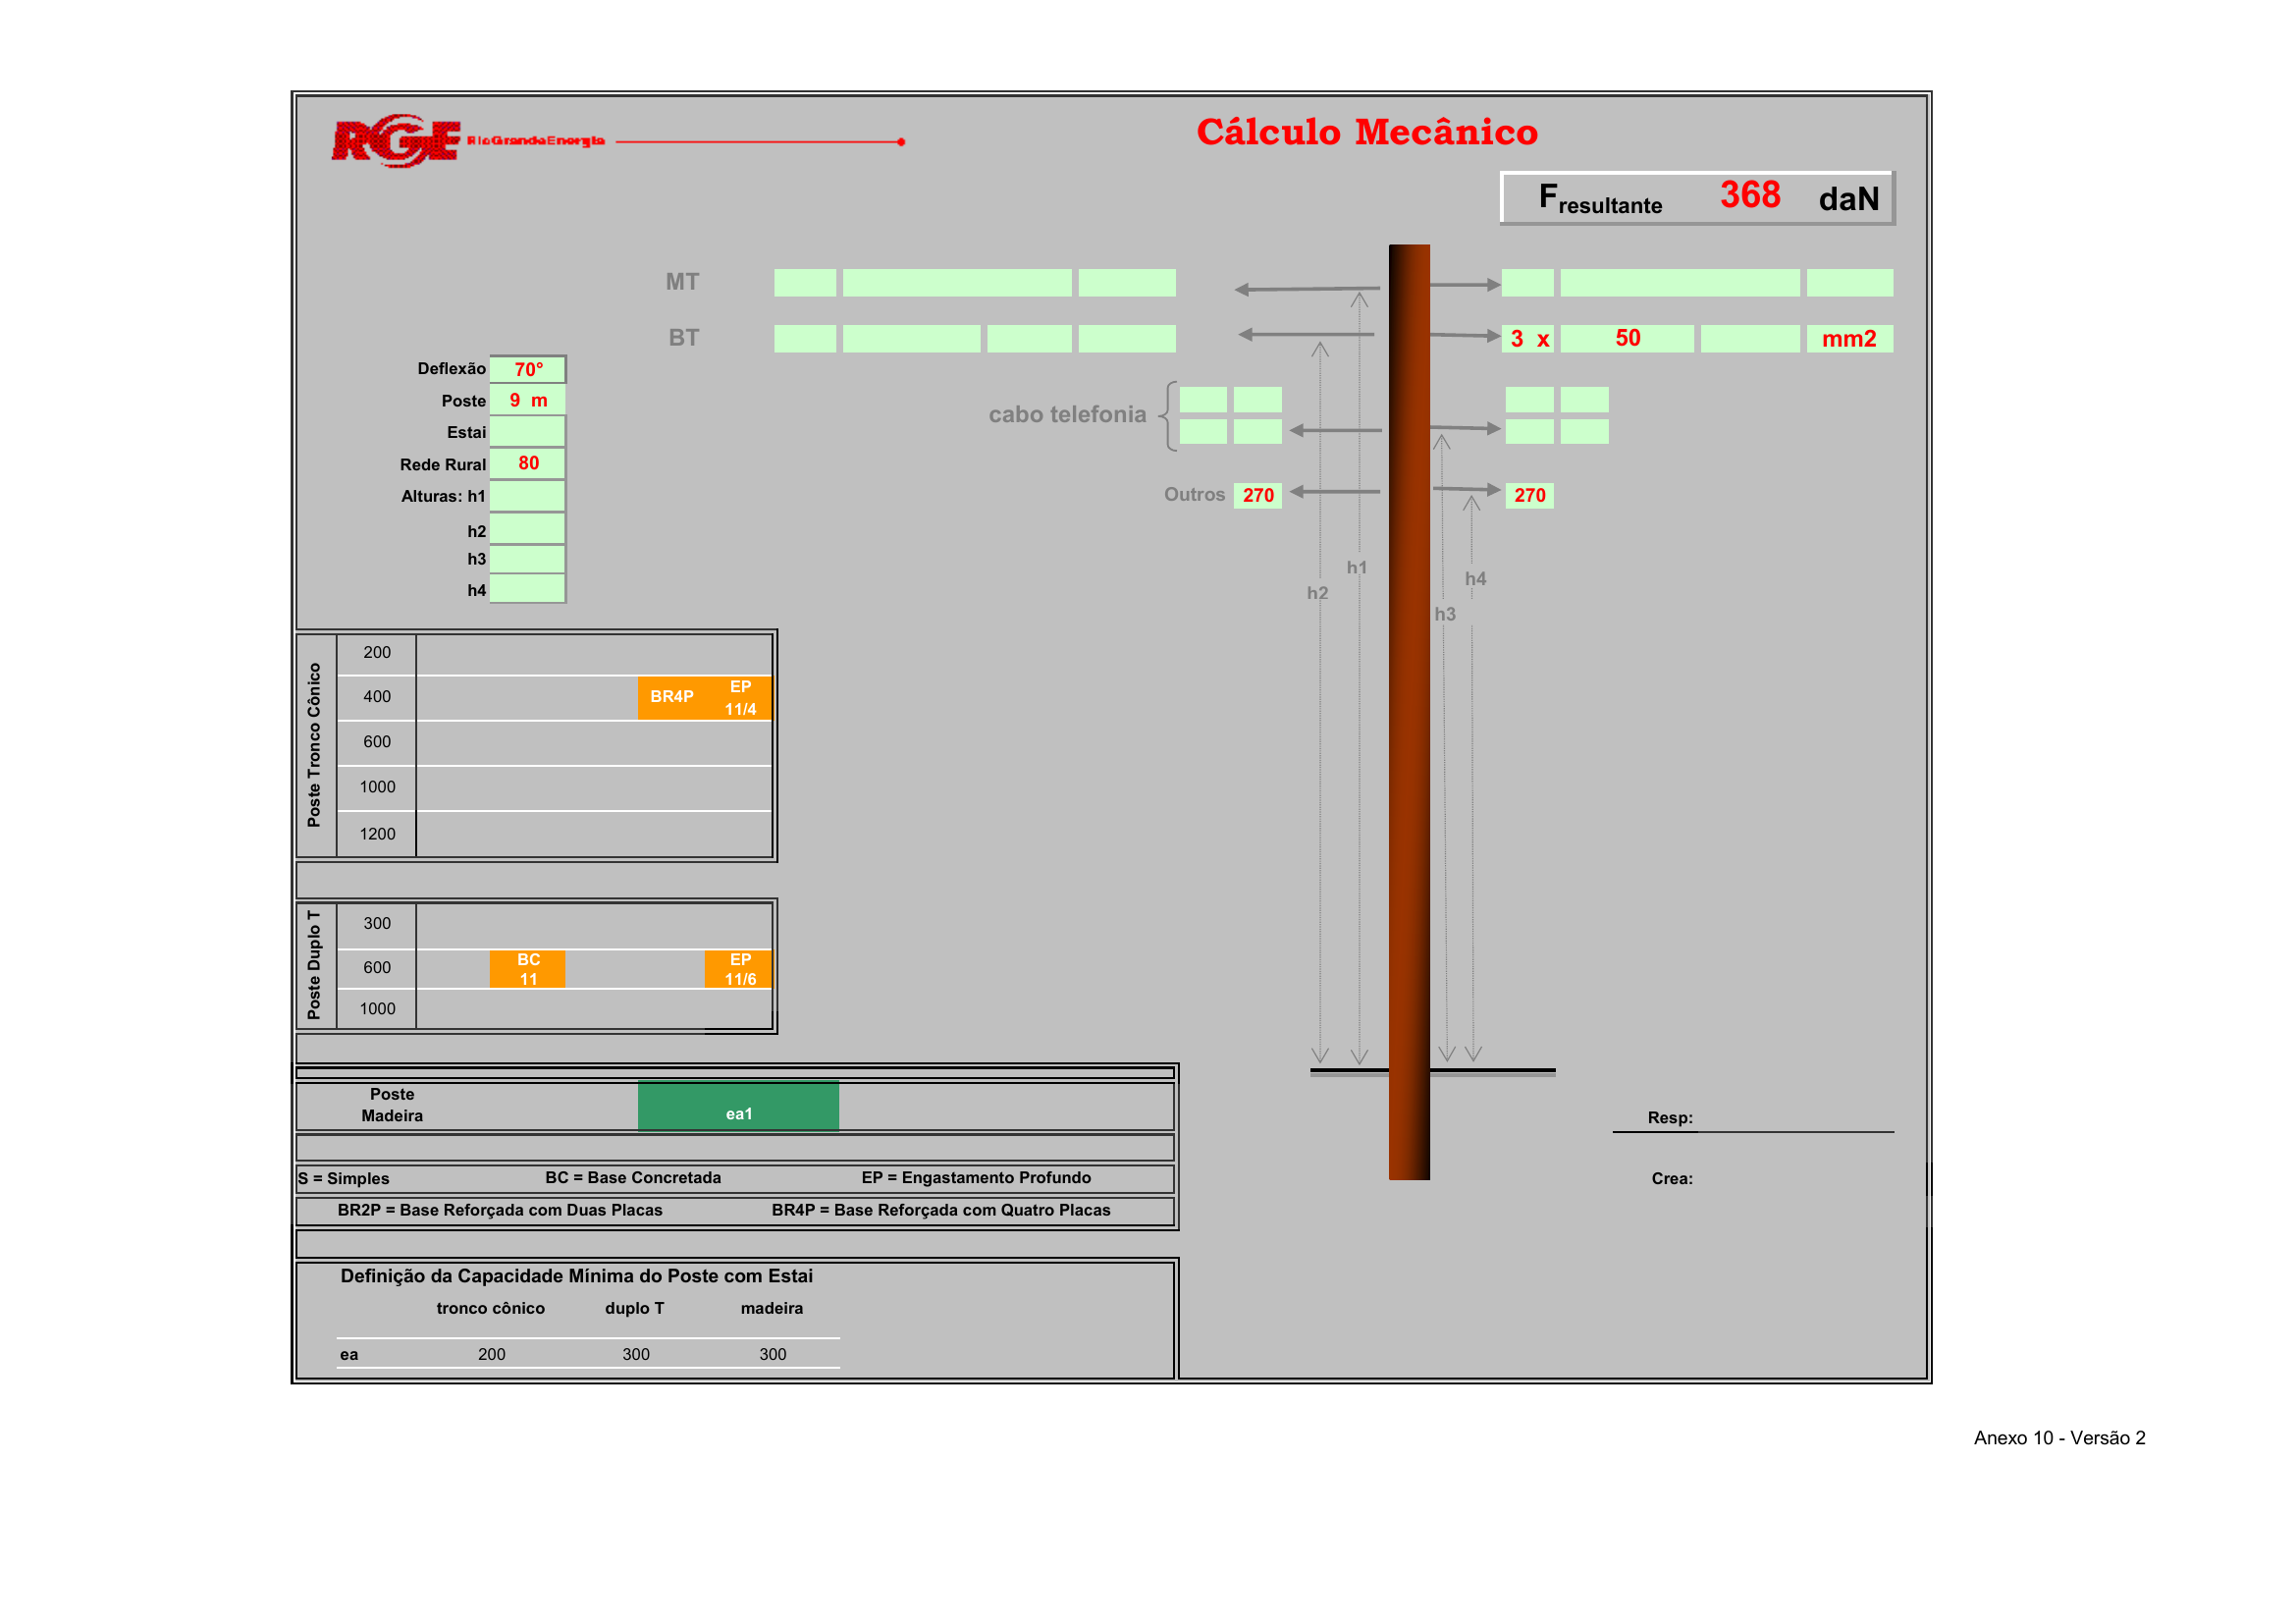 RGE RioGrandeEnergia
Cálculo Mecânico
Fresultante 368 daN
MT
BT 3 x 50 mm2
Deflexão 70°
Poste 9 m
cabo telefonia
Estai
Rede Rural 80
Alturas: h1
Outros 270 270
h2
h3
h4
h1
h2
h4
h3
Poste Tronco Cônico
200
400 BR4P EP 11/4
600
1000
1200
Poste Duplo T
300
600 BC 11 EP 11/6
1000
Poste
Madeira
ea1
Resp:
S = Simples BC = Base Concretada EP = Engastamento Profundo
Crea:
BR2P = Base Reforçada com Duas Placas BR4P = Base Reforçada com Quatro Placas
Definição da Capacidade Mínima do Poste com Estai
tronco cônico duplo T madeira
ea 200 300 300
Anexo 10 - Versão 2